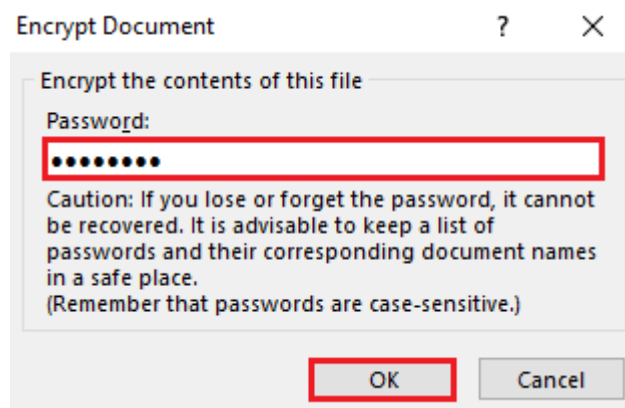 Encrypt Document ? ×
Encrypt the contents of this file
Password:
●●●●●●●●
Caution: If you lose or forget the password, it cannot
be recovered. It is advisable to keep a list of
passwords and their corresponding document names
in a safe place.
(Remember that passwords are case-sensitive.)
OK Cancel